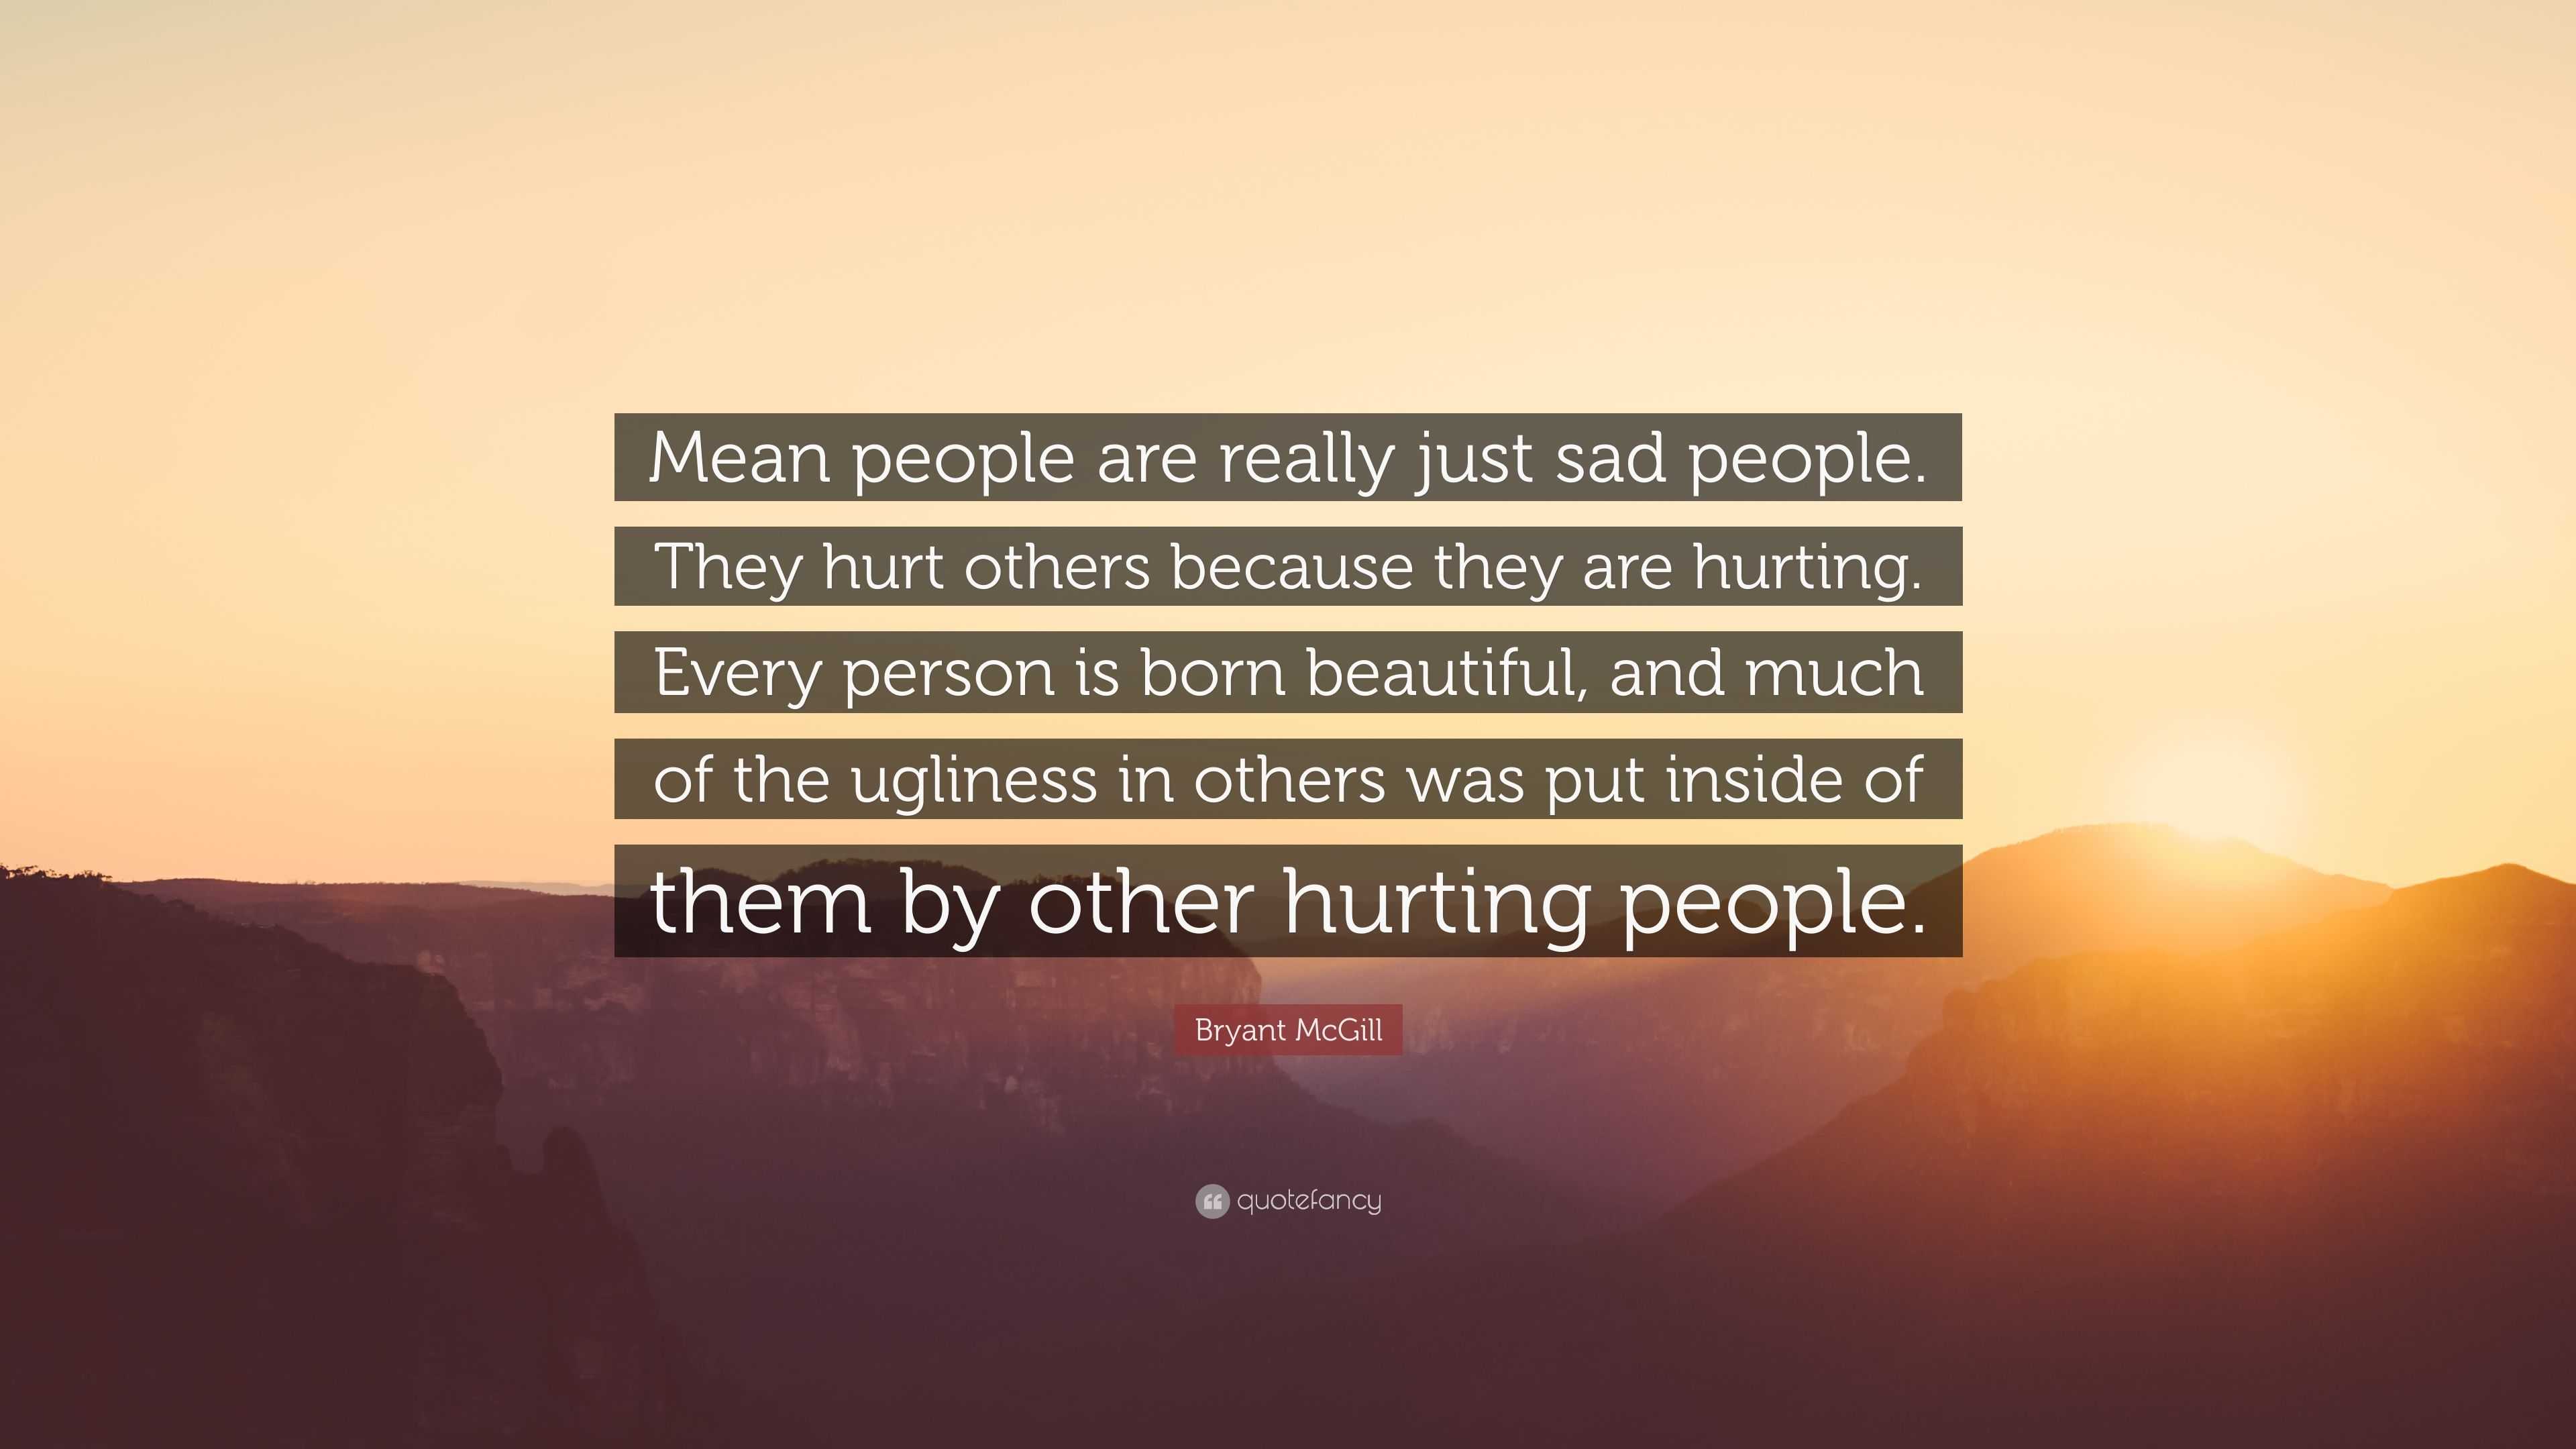 Mean people are really just sad people.
They hurt others because they are hurting.
Every person is born beautiful, and much
of the ugliness in others was put inside of
them by other hurting people.
Bryant McGill
quotefancy